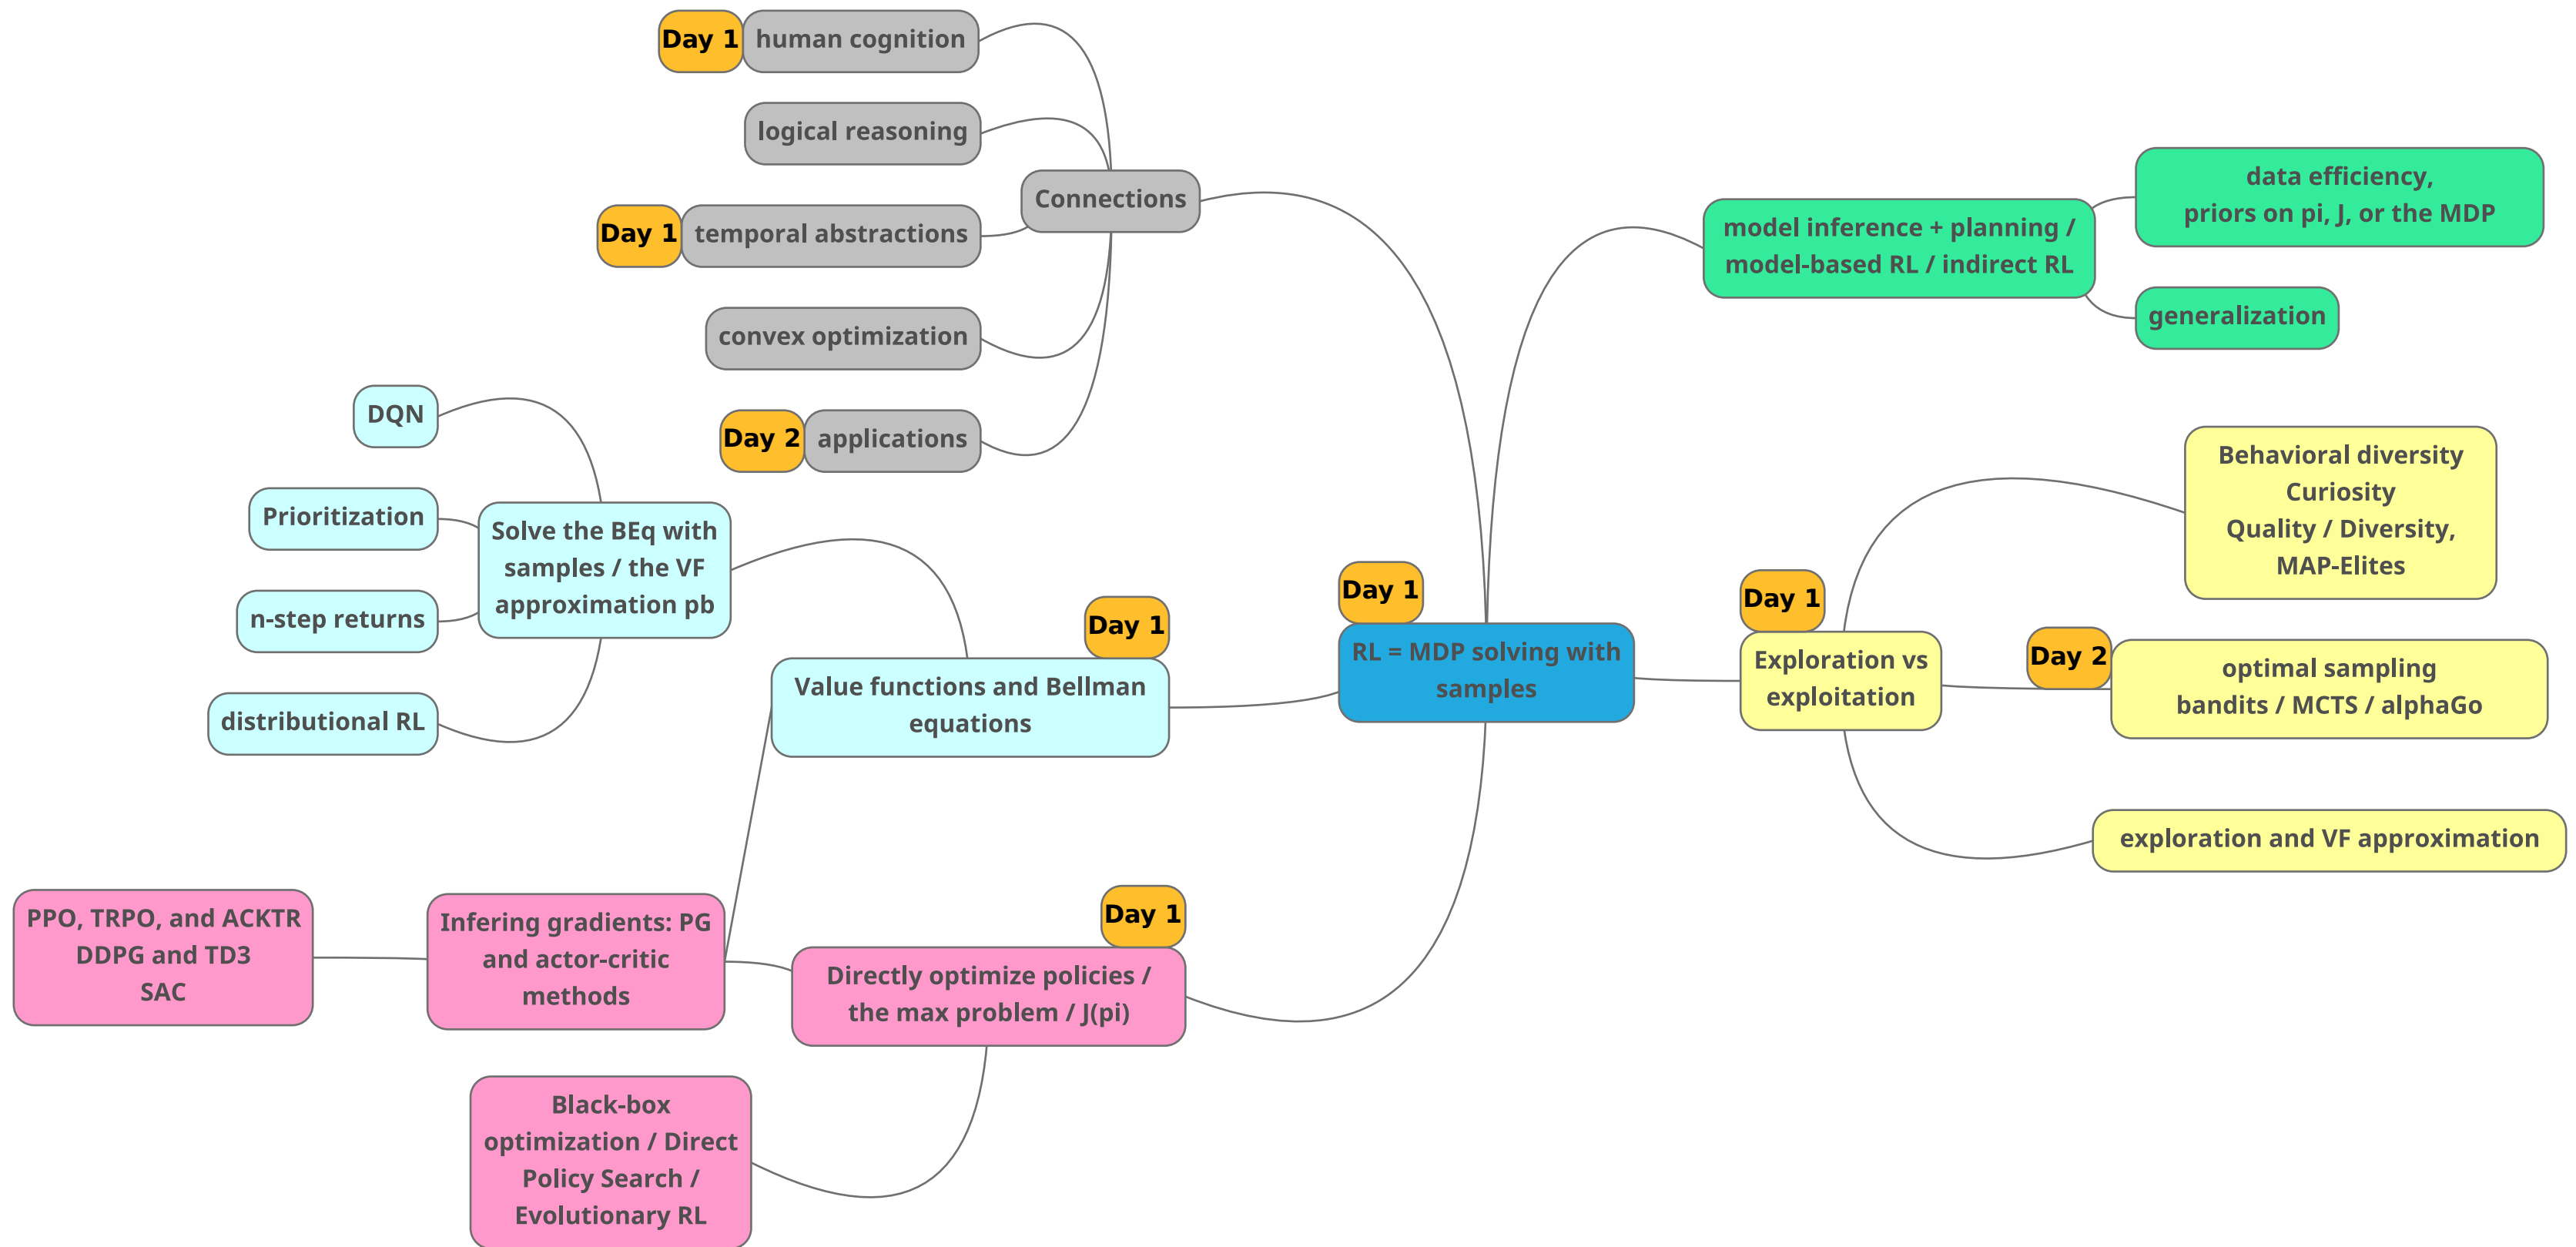 Day 1
human cognition
logical reasoning
Day 1
temporal abstractions
convex optimization
Day 2
applications
Connections
DQN
Prioritization
n-step returns
distributional RL
Solve the BEq with
samples / the VF
approximation pb
Day 1
Value functions and Bellman
equations
PPO, TRPO, and ACKTR
DDPG and TD3
SAC
Infering gradients: PG
and actor-critic
methods
Day 1
Directly optimize policies /
the max problem / J(pi)
Black-box
optimization / Direct
Policy Search /
Evolutionary RL
Day 1
RL = MDP solving with
samples
model inference + planning /
model-based RL / indirect RL
data efficiency,
priors on pi, J, or the MDP
generalization
Day 1
Exploration vs
exploitation
Behavioral diversity
Curiosity
Quality / Diversity,
MAP-Elites
Day 2
optimal sampling
bandits / MCTS / alphaGo
exploration and VF approximation